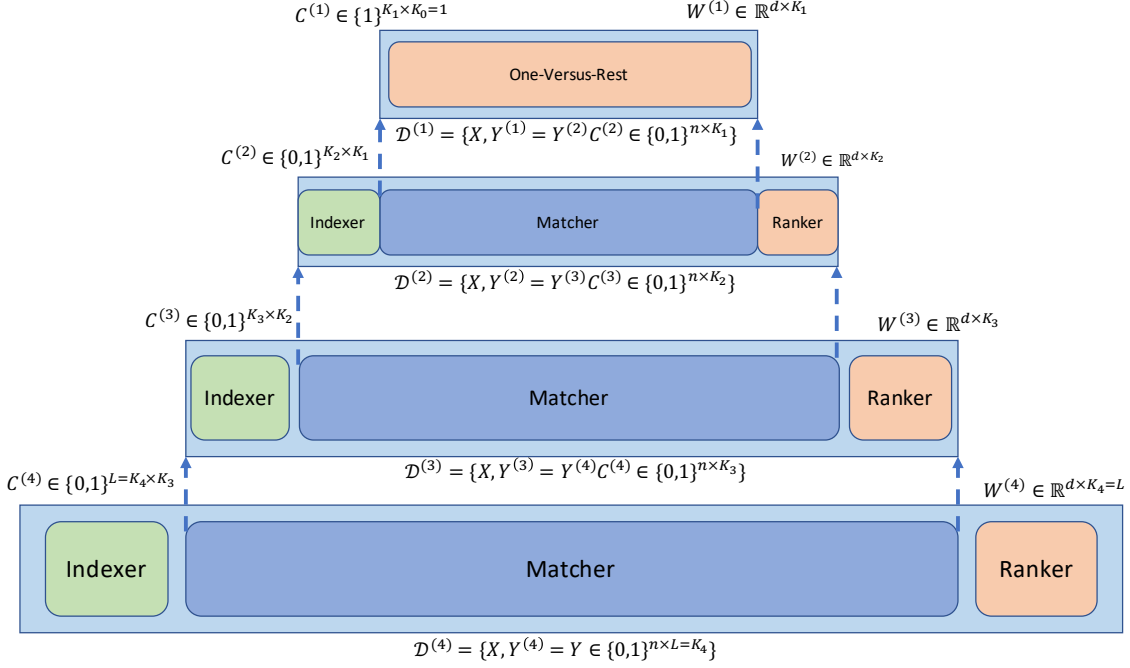 C^(1) ∈ {1}^{K_1×K_0=1} W^(1) ∈ ℝ^{d×K_1}
One-Versus-Rest
𝒟^(1) = {X, Y^(1) = Y^(2)C^(2) ∈ {0,1}^{n×K_1}}
C^(2) ∈ {0,1}^{K_2×K_1} W^(2) ∈ ℝ^{d×K_2}
Indexer Matcher Ranker
𝒟^(2) = {X, Y^(2) = Y^(3)C^(3) ∈ {0,1}^{n×K_2}}
C^(3) ∈ {0,1}^{K_3×K_2} W^(3) ∈ ℝ^{d×K_3}
Indexer Matcher Ranker
𝒟^(3) = {X, Y^(3) = Y^(4)C^(4) ∈ {0,1}^{n×K_3}}
C^(4) ∈ {0,1}^{L=K_4×K_3} W^(4) ∈ ℝ^{d×K_4=L}
Indexer Matcher Ranker
𝒟^(4) = {X, Y^(4) = Y ∈ {0,1}^{n×L=K_4}}